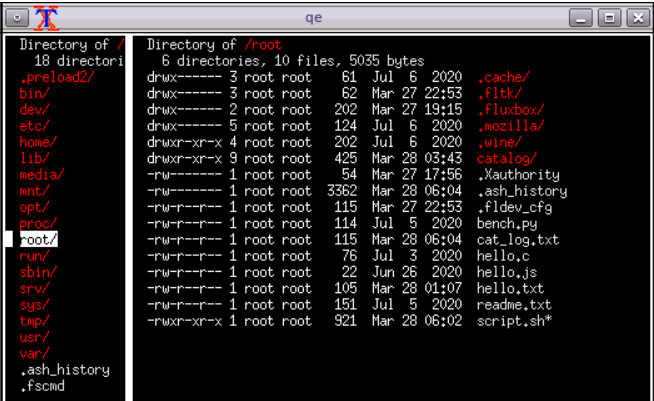 qe
Directory of /
18 directori
.preload2/
bin/
dev/
etc/
home/
lib/
media/
mnt/
opt/
proc/
root/
run/
sbin/
srv/
sys/
tmp/
usr/
var/
.ash_history
.fscmd
Directory of /root
6 directories, 10 files, 5035 bytes
drwx------ 3 root root 61 Jul 6 2020 .cache/
drwx------ 3 root root 62 Mar 27 22:53 .fltk/
drwx------ 2 root root 202 Mar 27 19:15 .fluxbox/
drwx------ 5 root root 124 Jul 6 2020 .mozilla/
drwxr-xr-x 4 root root 202 Jul 6 2020 .wine/
drwxr-xr-x 9 root root 425 Mar 28 03:43 catalog/
-rw------- 1 root root 54 Mar 27 17:56 .Xauthority
-rw------- 1 root root 3362 Mar 28 06:04 .ash_history
-rw-r--r-- 1 root root 115 Mar 27 22:53 .fldev_cfg
-rw-r--r-- 1 root root 114 Jul 5 2020 bench.py
-rw-r--r-- 1 root root 115 Mar 28 06:04 cat_log.txt
-rw-r--r-- 1 root root 76 Jul 3 2020 hello.c
-rw-r--r-- 1 root root 22 Jun 26 2020 hello.js
-rw-r--r-- 1 root root 105 Mar 28 01:07 hello.txt
-rw-r--r-- 1 root root 151 Jul 5 2020 readme.txt
-rwxr-xr-x 1 root root 921 Mar 28 06:02 script.sh*